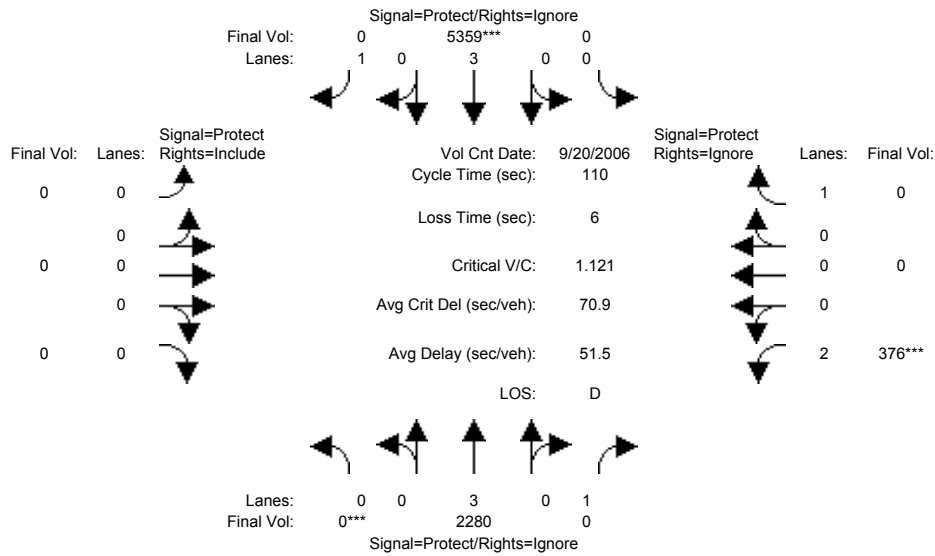 Signal=Protect/Rights=Ignore
Final Vol: 0 5359*** 0
Lanes: 1 0 3 0 0
Signal=Protect Signal=Protect
Final Vol: Lanes: Rights=Include Vol Cnt Date: 9/20/2006 Rights=Ignore Lanes: Final Vol:
Cycle Time (sec): 110
0 0 1 0
Loss Time (sec): 6
0 0
0 0 Critical V/C: 1.121 0 0
0 Avg Crit Del (sec/veh): 70.9 0
0 0 Avg Delay (sec/veh): 51.5 2 376***
LOS: D
Lanes: 0 0 3 0 1
Final Vol: 0*** 2280 0
Signal=Protect/Rights=Ignore